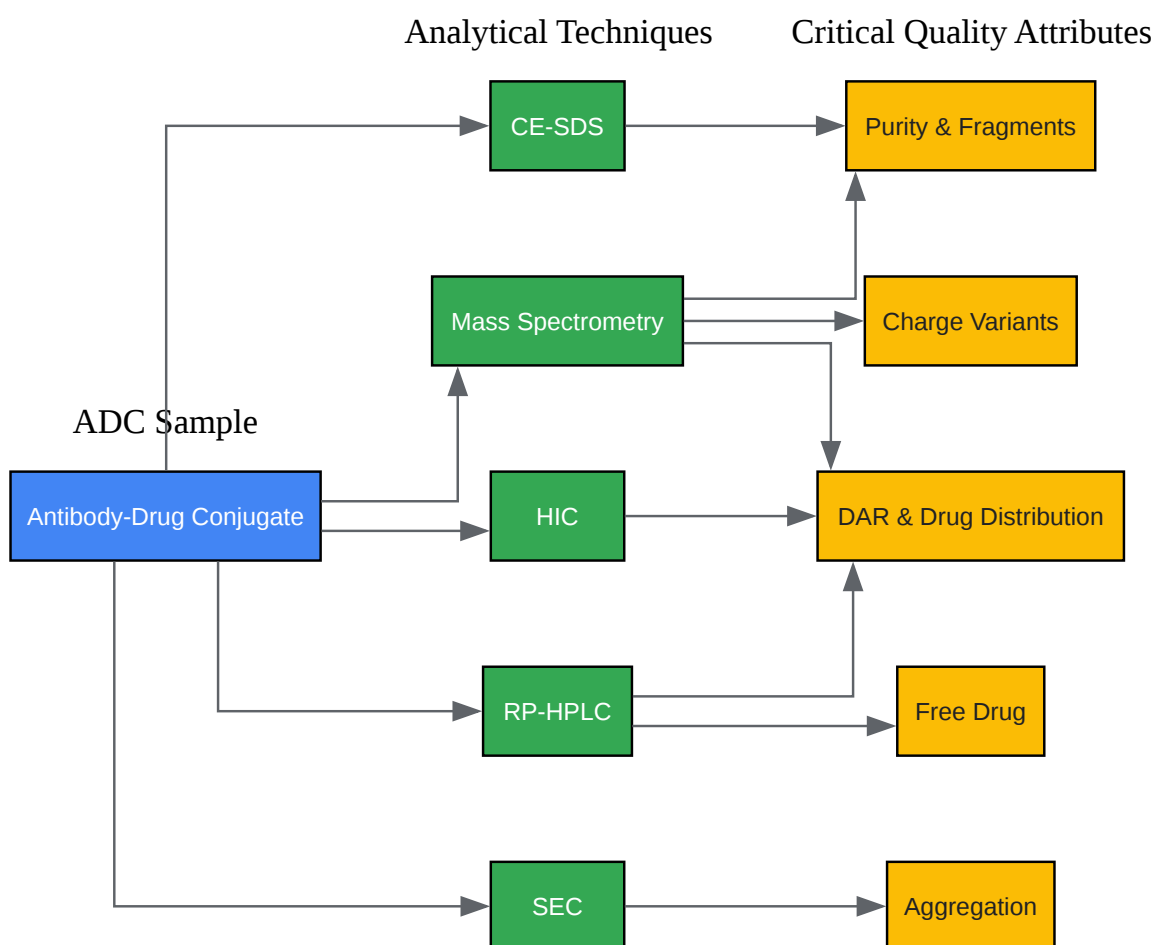 Analytical Techniques
Critical Quality Attributes
CE-SDS
Purity & Fragments
Mass Spectrometry
Charge Variants
ADC Sample
Antibody-Drug Conjugate
HIC
DAR & Drug Distribution
RP-HPLC
Free Drug
SEC
Aggregation